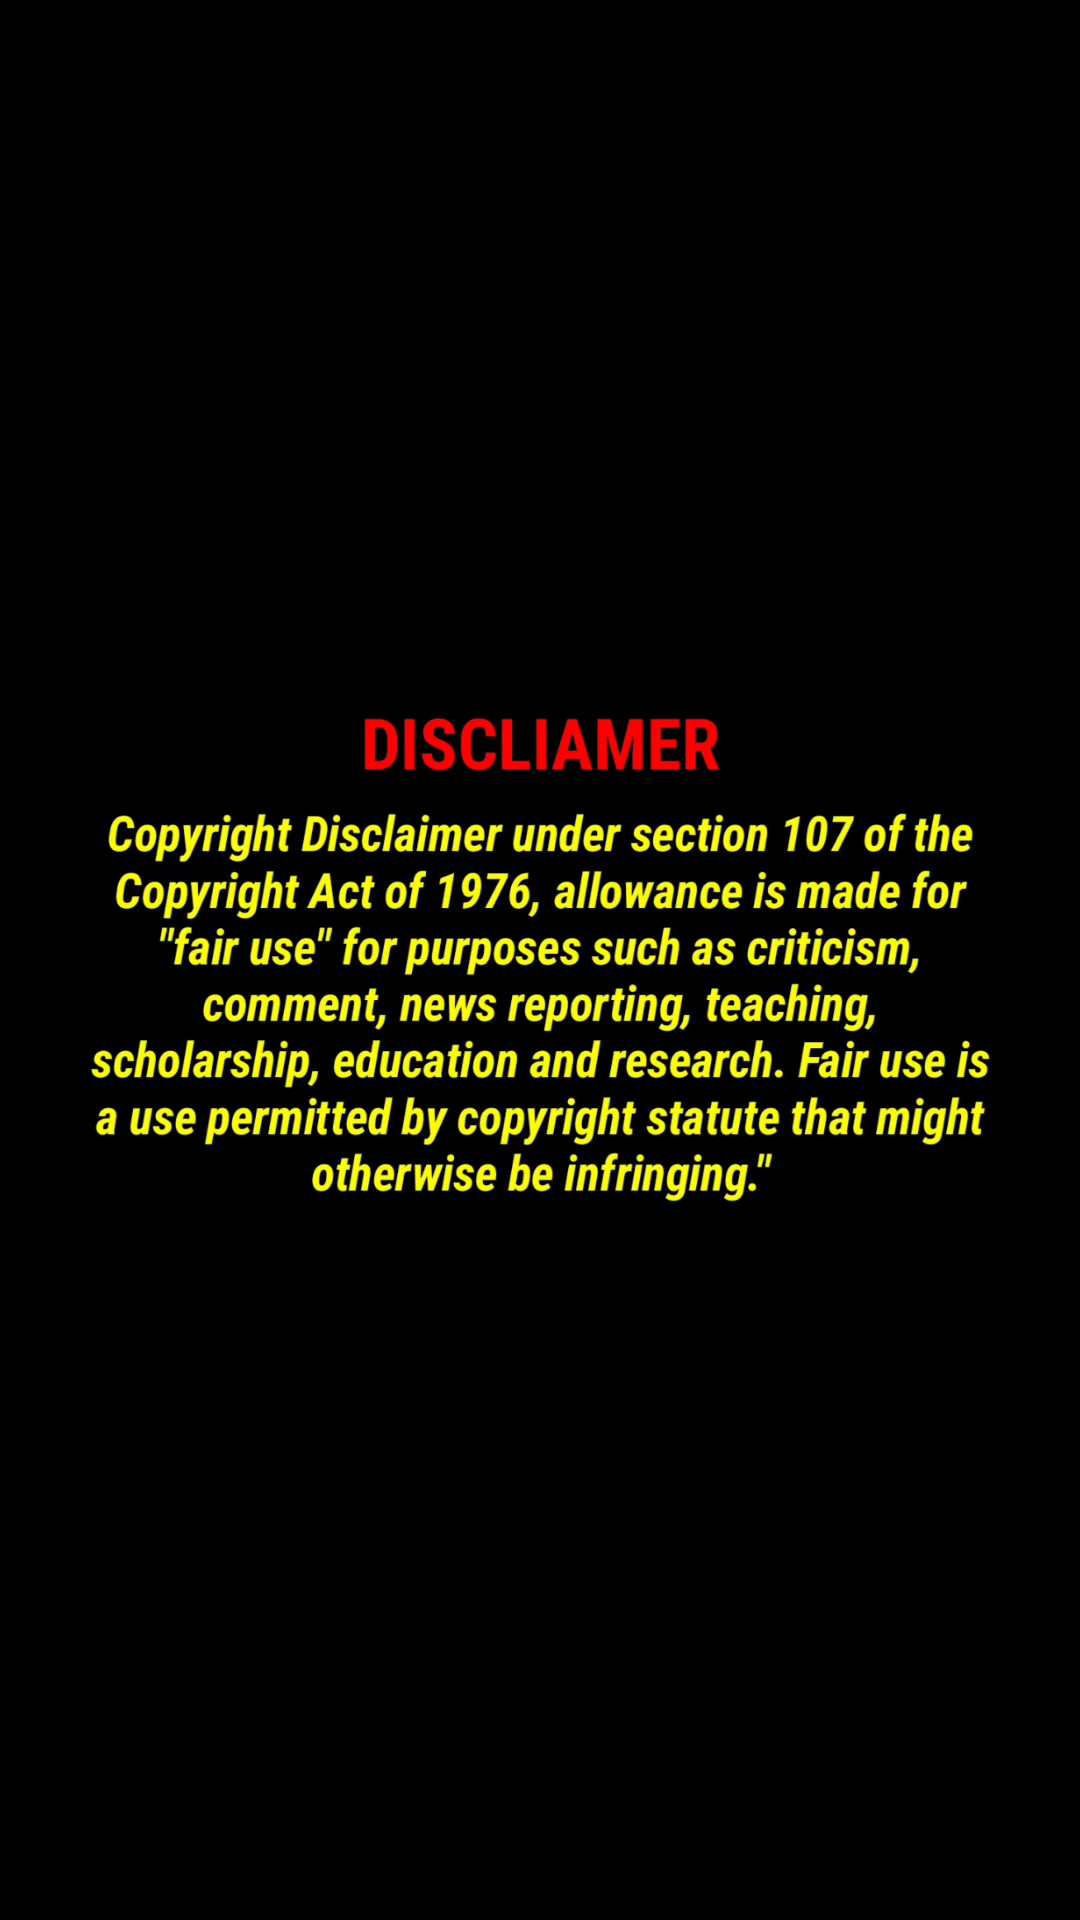 DISCLIAMER
Copyright Disclaimer under section 107 of the
Copyright Act of 1976, allowance is made for
"fair use" for purposes such as criticism,
comment, news reporting, teaching,
scholarship, education and research. Fair use is
a use permitted by copyright statute that might
otherwise be infringing."